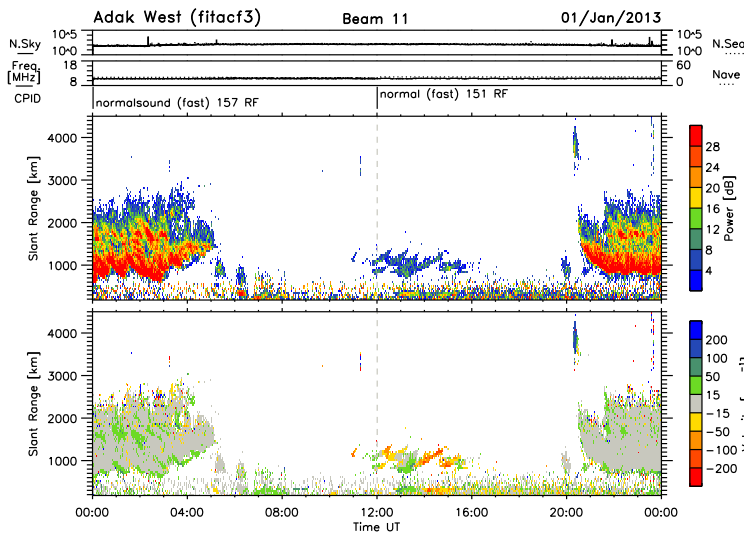 Adak West (fitacf3) Beam 11 01/Jan/2013
N.Sky 10^5 10^0 10^5 10^0 N.Sea
Freq. [MHz] 18 8 60 0 Nave
CPID normalsound (fast) 157 RF normal (fast) 151 RF
Slant Range [km] 4000 3000 2000 1000
28 24 20 16 12 8 4 Power [dB]
Slant Range [km] 4000 3000 2000 1000
200 100 50 15 -15 -50 -100 -200
00:00 04:00 08:00 12:00 16:00 20:00 00:00
Time UT